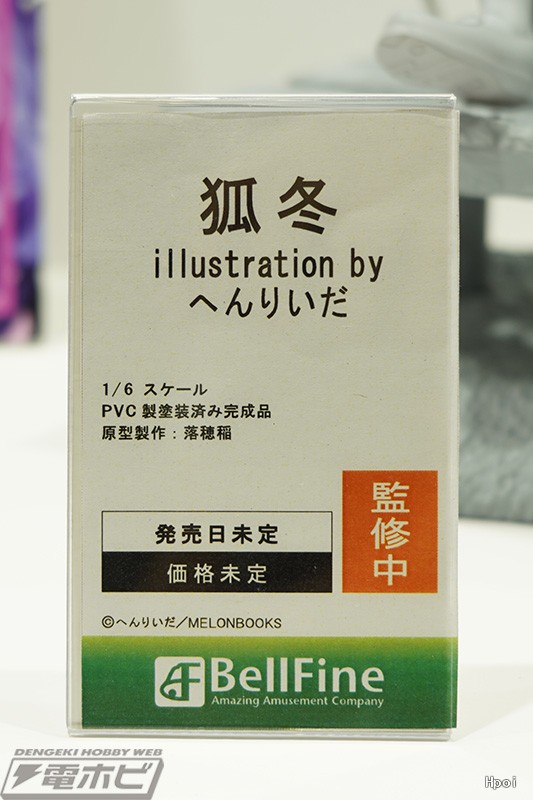 狐冬
illustration by
へんりいだ
1/6 スケール
PVC製塗装済み完成品
原型製作：落穂稲
監修中
発売日未定
価格未定
©へんりいだ／MELONBOOKS
BellFine
Amazing Amusement Company
DENGEKI HOBBY WEB
電ホビ
Hpoi